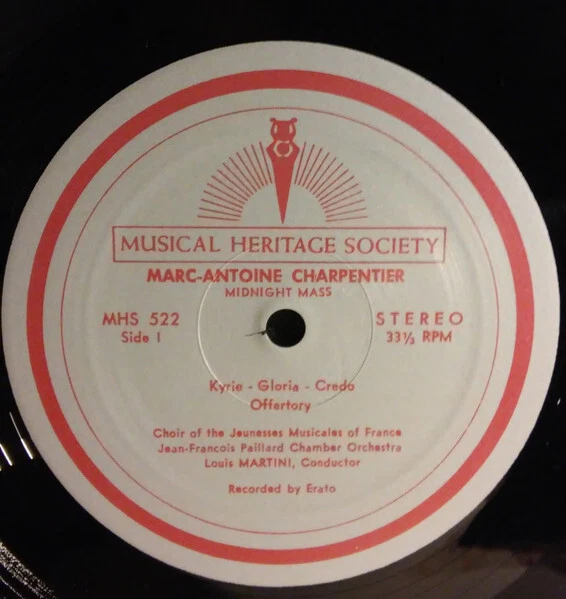 MUSICAL HERITAGE SOCIETY
MARC-ANTOINE CHARPENTIER
MIDNIGHT MASS
MHS 522 STEREO
Side 1 33⅓ RPM
Kyrie - Gloria - Credo
Offertory
Choir of the Jeunesses Musicales of France
Jean-Francois Paillard Chamber Orchestra
Louis MARTINI, Conductor
Recorded by Erato